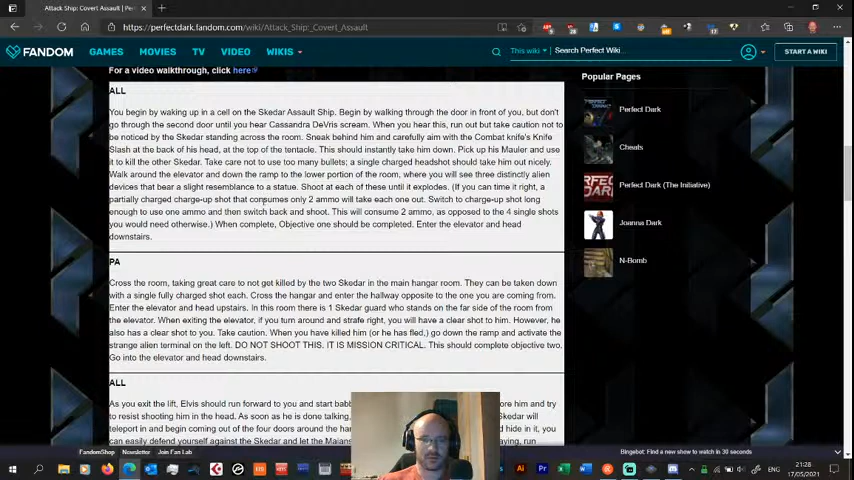 Attack Ship: Covert Assault | Per
https://perfectdark.fandom.com/wiki/Attack_Ship:_Covert_Assault
FANDOM
GAMES
MOVIES
TV
VIDEO
WIKIS
This wiki
Search Perfect Wiki...
START A WIKI
For a video walkthrough, click here
Popular Pages
ALL
Perfect Dark
Cheats
Perfect Dark (The Initiative)
Joanna Dark
N-Bomb
You begin by waking up in a cell on the Skedar Assault Ship. Begin by walking through the door in front of you, but don't
go through the second door until you hear Cassandra DeVris scream. When you hear this, run out but take caution not to
be noticed by the Skedar standing across the room. Sneak behind him and carefully aim with the Combat knife's Knife
Slash at the back of his head, at the top of the tentacle. This should instantly take him down. Pick up his Mauler and use
it to kill the other Skedar. Take care not to use too many bullets; a single charged headshot should take him out nicely.
Walk around the elevator and down the ramp to the lower portion of the room, where you will see three distinctly alien
devices that bear a slight resemblance to a statue. Shoot at each of these until it explodes. (If you can time it right, a
partially charged charge-up shot that consumes only 2 ammo will take each one out. Switch to charge-up shot long
enough to use one ammo and then switch back and shoot. This will consume 2 ammo, as opposed to the 4 single shots
you would need otherwise.) When complete, Objective one should be completed. Enter the elevator and head
downstairs.
PA
Cross the room, taking great care to not get killed by the two Skedar in the main hangar room. They can be taken down
with a single fully charged shot each. Cross the hangar and enter the hallway opposite to the one you are coming from.
Enter the elevator and head upstairs. In this room there is 1 Skedar guard who stands on the far side of the room from
the elevator. When exiting the elevator, if you turn around and strafe right, you will have a clear shot to him. However, he
also has a clear shot to you. Take caution. When you have killed him (or he has fled,) go down the ramp and activate the
strange alien terminal on the left. DO NOT SHOOT THIS. IT IS MISSION CRITICAL. This should complete objective two.
Go into the elevator and head downstairs.
ALL
As you exit the lift, Elvis should run forward to you and start babb
ore him and try
to resist shooting him in the head. As soon as he is done talking,
Skedar will
teleport in and begin coming out of the four doors around the han
d hide in it, you
can easily defend yourself against the Skedar and let the Maians
aying, run
FandomShop
Newsletter
Join Fan Lab
Bingebot: Find a new show to watch in 30 seconds
ENG
21:28
17/05/2021